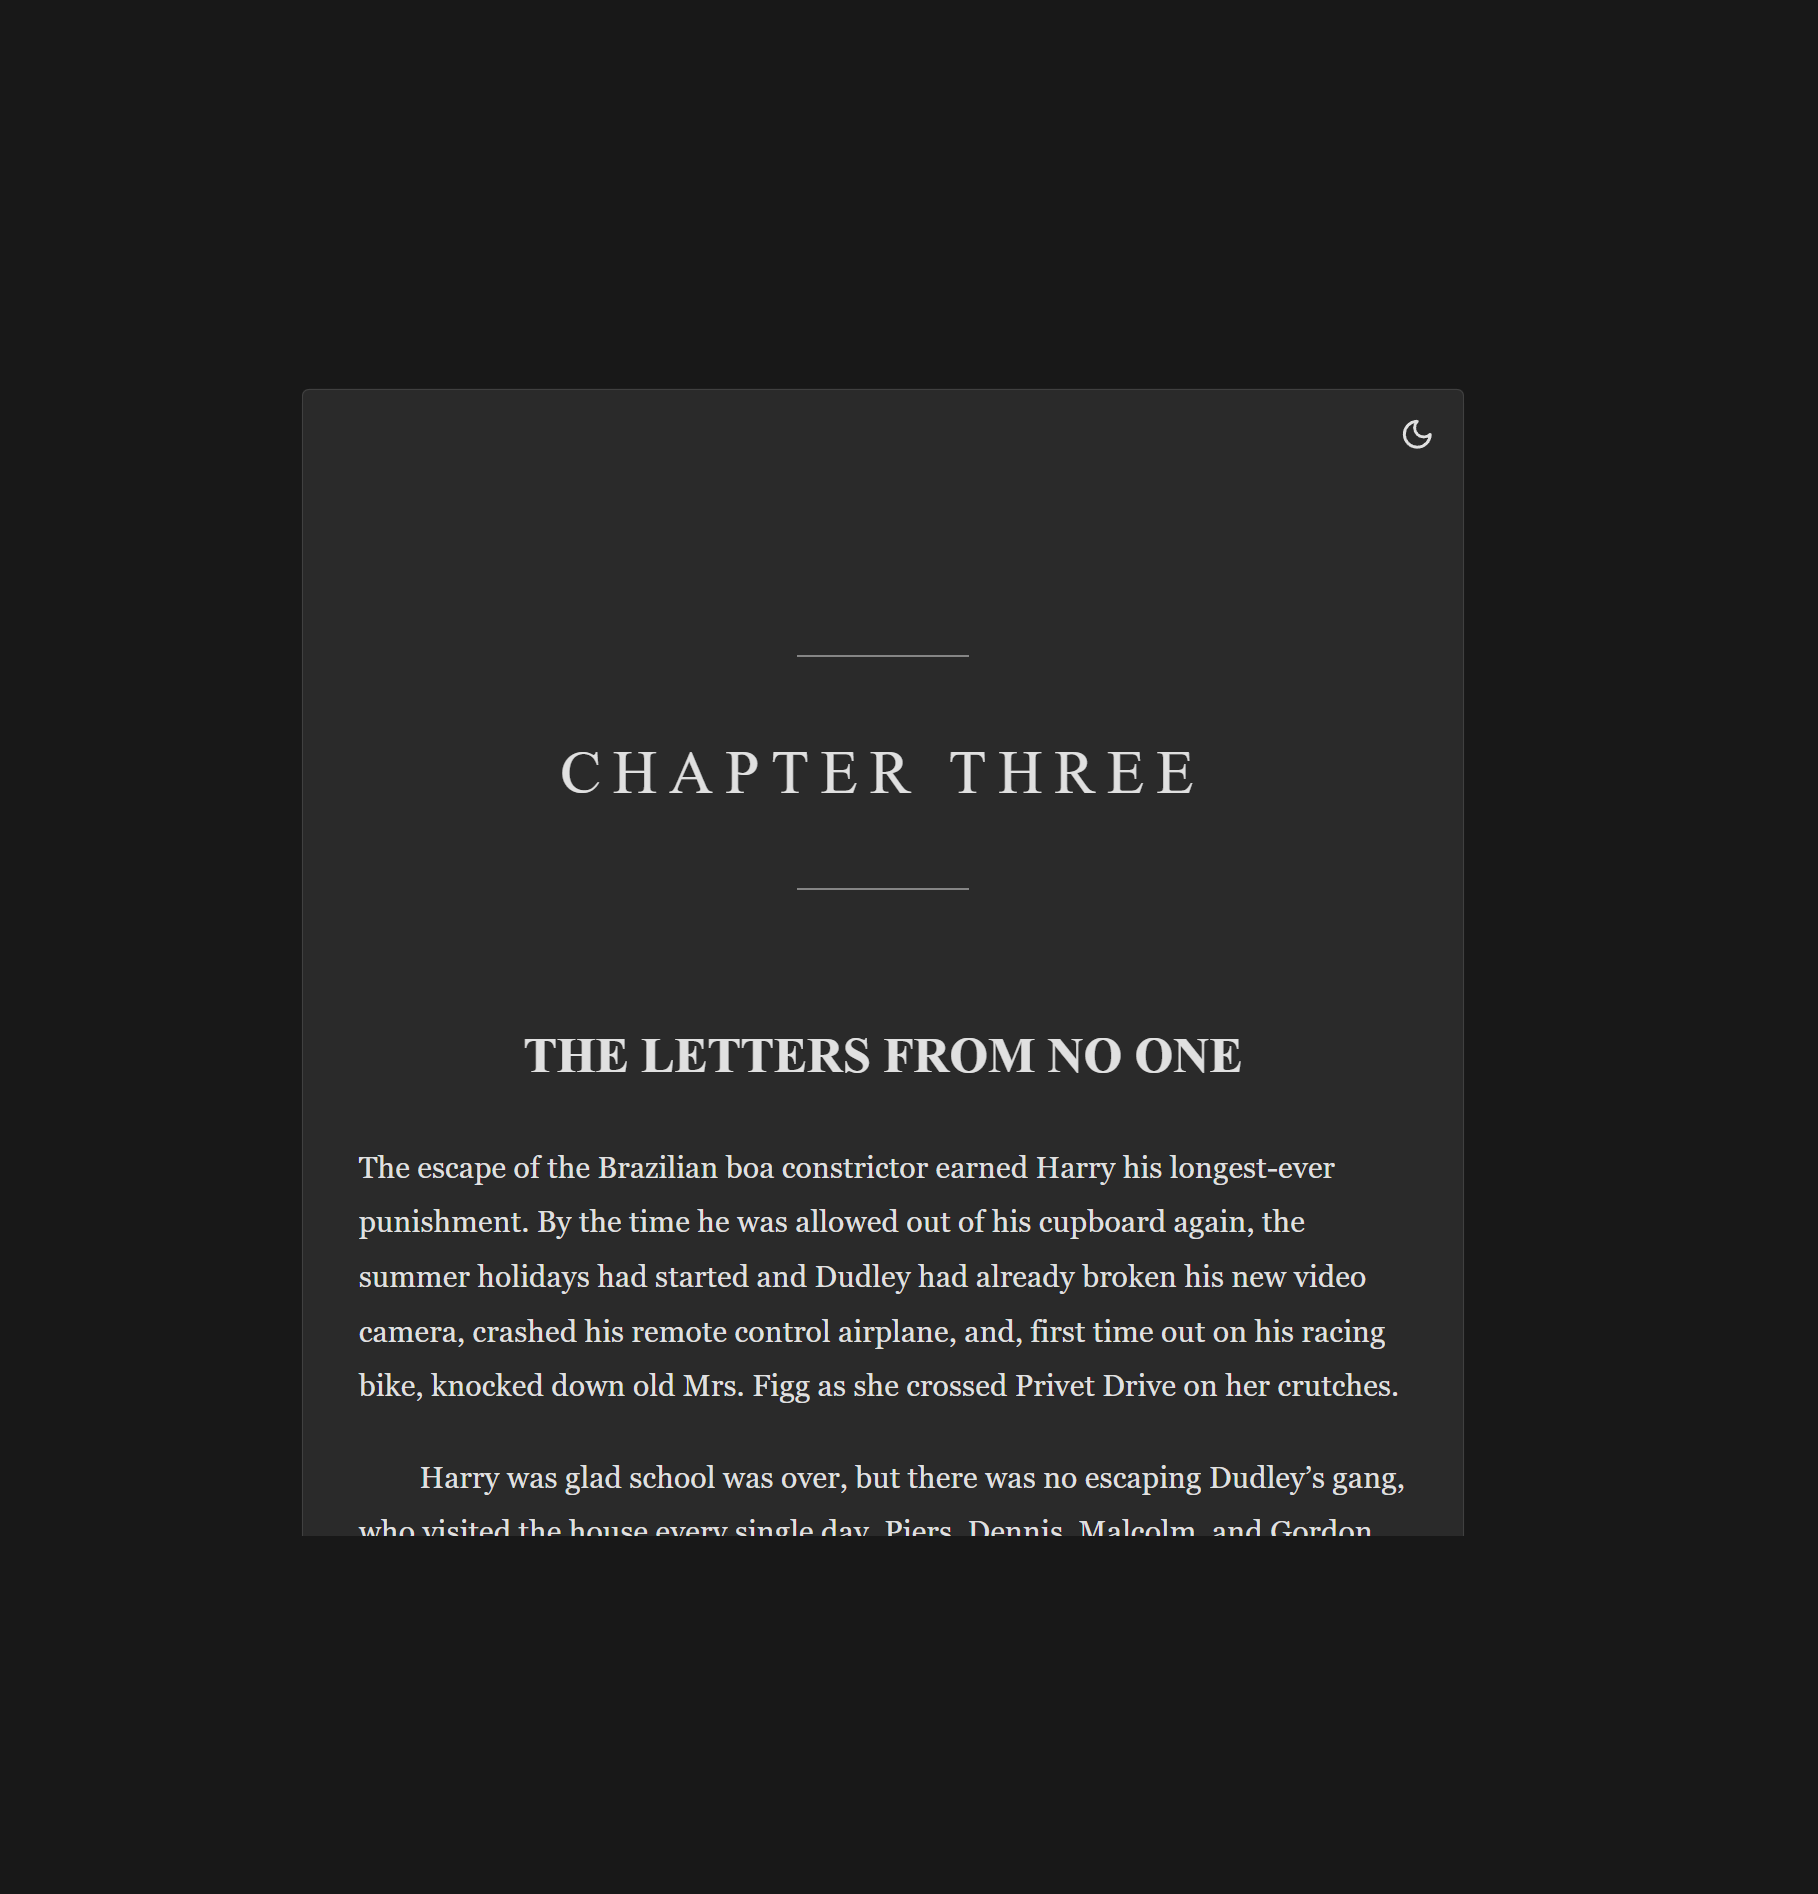 CHAPTER THREE
THE LETTERS FROM NO ONE
The escape of the Brazilian boa constrictor earned Harry his longest-ever
punishment. By the time he was allowed out of his cupboard again, the
summer holidays had started and Dudley had already broken his new video
camera, crashed his remote control airplane, and, first time out on his racing
bike, knocked down old Mrs. Figg as she crossed Privet Drive on her crutches.
Harry was glad school was over, but there was no escaping Dudley’s gang,
who visited the house every single day. Piers, Dennis, Malcolm, and Gordon